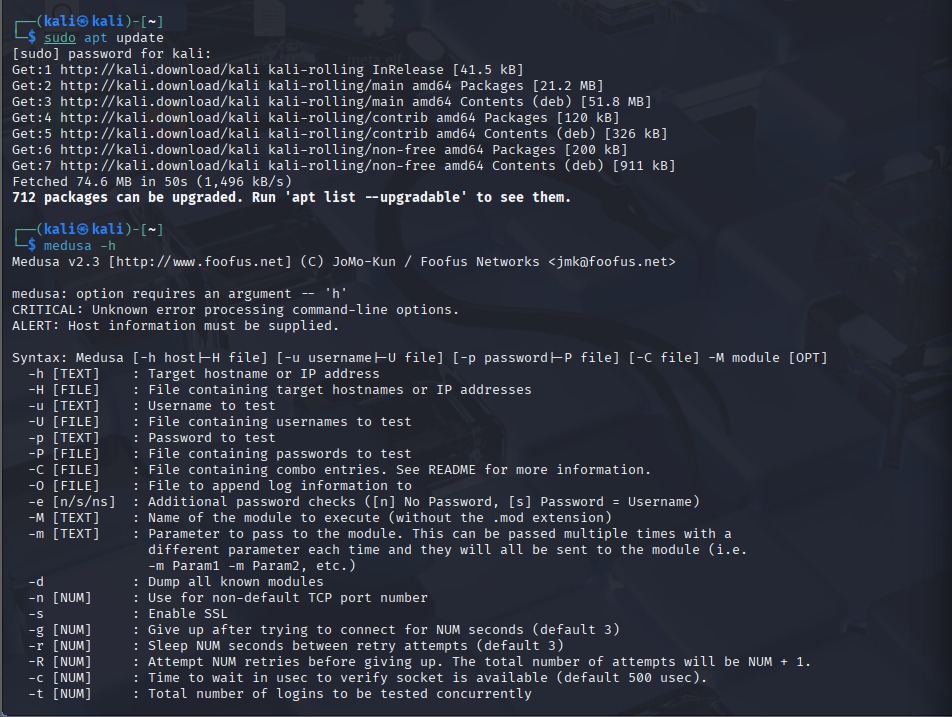 ┌──(kali㉿kali)-[~]
└─$ sudo apt update
[sudo] password for kali:
Get:1 http://kali.download/kali kali-rolling InRelease [41.5 kB]
Get:2 http://kali.download/kali kali-rolling/main amd64 Packages [21.2 MB]
Get:3 http://kali.download/kali kali-rolling/main amd64 Contents (deb) [51.8 MB]
Get:4 http://kali.download/kali kali-rolling/contrib amd64 Packages [120 kB]
Get:5 http://kali.download/kali kali-rolling/contrib amd64 Contents (deb) [326 kB]
Get:6 http://kali.download/kali kali-rolling/non-free amd64 Packages [200 kB]
Get:7 http://kali.download/kali kali-rolling/non-free amd64 Contents (deb) [911 kB]
Fetched 74.6 MB in 50s (1,496 kB/s)
712 packages can be upgraded. Run 'apt list --upgradable' to see them.
┌──(kali㉿kali)-[~]
└─$ medusa -h
Medusa v2.3 [http://www.foofus.net] (C) JoMo-Kun / Foofus Networks <jmk@foofus.net>
medusa: option requires an argument -- 'h'
CRITICAL: Unknown error processing command-line options.
ALERT: Host information must be supplied.
Syntax: Medusa [-h host|-H file] [-u username|-U file] [-p password|-P file] [-C file] -M module [OPT]
-h [TEXT] : Target hostname or IP address
-H [FILE] : File containing target hostnames or IP addresses
-u [TEXT] : Username to test
-U [FILE] : File containing usernames to test
-p [TEXT] : Password to test
-P [FILE] : File containing passwords to test
-C [FILE] : File containing combo entries. See README for more information.
-O [FILE] : File to append log information to
-e [n/s/ns] : Additional password checks ([n] No Password, [s] Password = Username)
-M [TEXT] : Name of the module to execute (without the .mod extension)
-m [TEXT] : Parameter to pass to the module. This can be passed multiple times with a
different parameter each time and they will all be sent to the module (i.e.
-m Param1 -m Param2, etc.)
-d : Dump all known modules
-n [NUM] : Use for non-default TCP port number
-s : Enable SSL
-g [NUM] : Give up after trying to connect for NUM seconds (default 3)
-r [NUM] : Sleep NUM seconds between retry attempts (default 3)
-R [NUM] : Attempt NUM retries before giving up. The total number of attempts will be NUM + 1.
-c [NUM] : Time to wait in usec to verify socket is available (default 500 usec).
-t [NUM] : Total number of logins to be tested concurrently